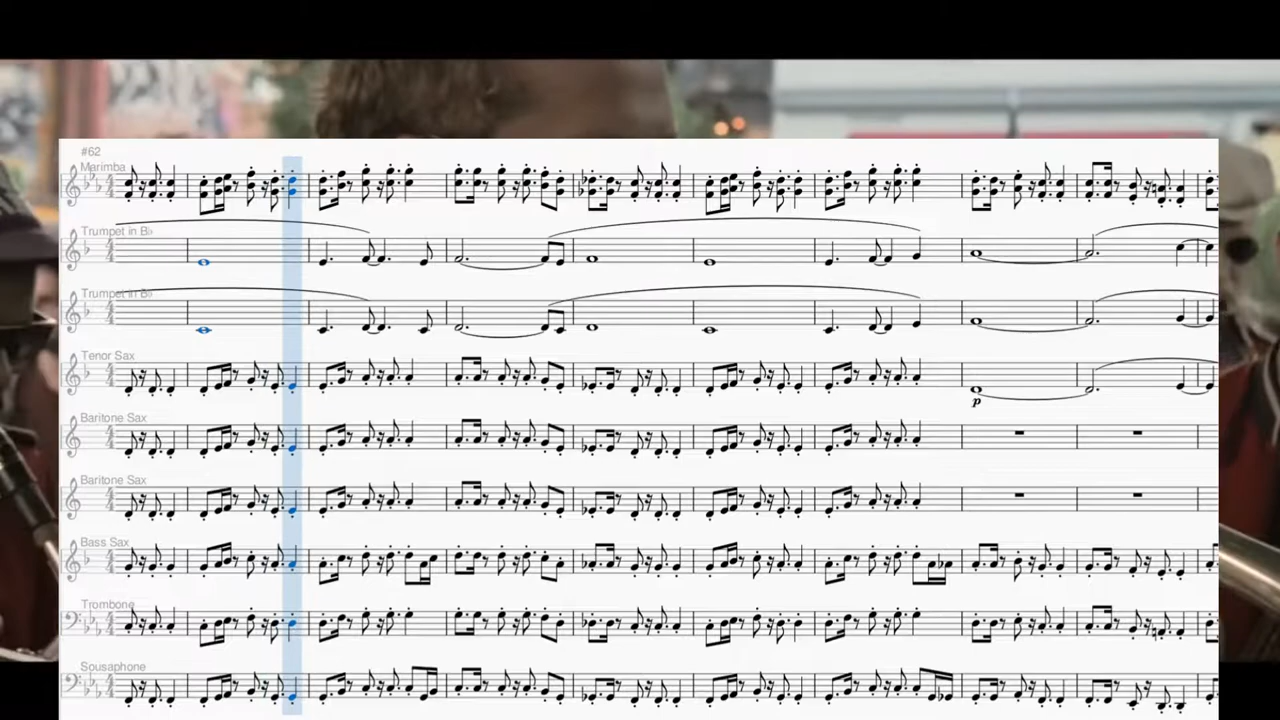 #62
Marimba
Trumpet in B♭
Trumpet in B♭
Tenor Sax
p
Baritone Sax
Baritone Sax
Bass Sax
Trombone
Sousaphone